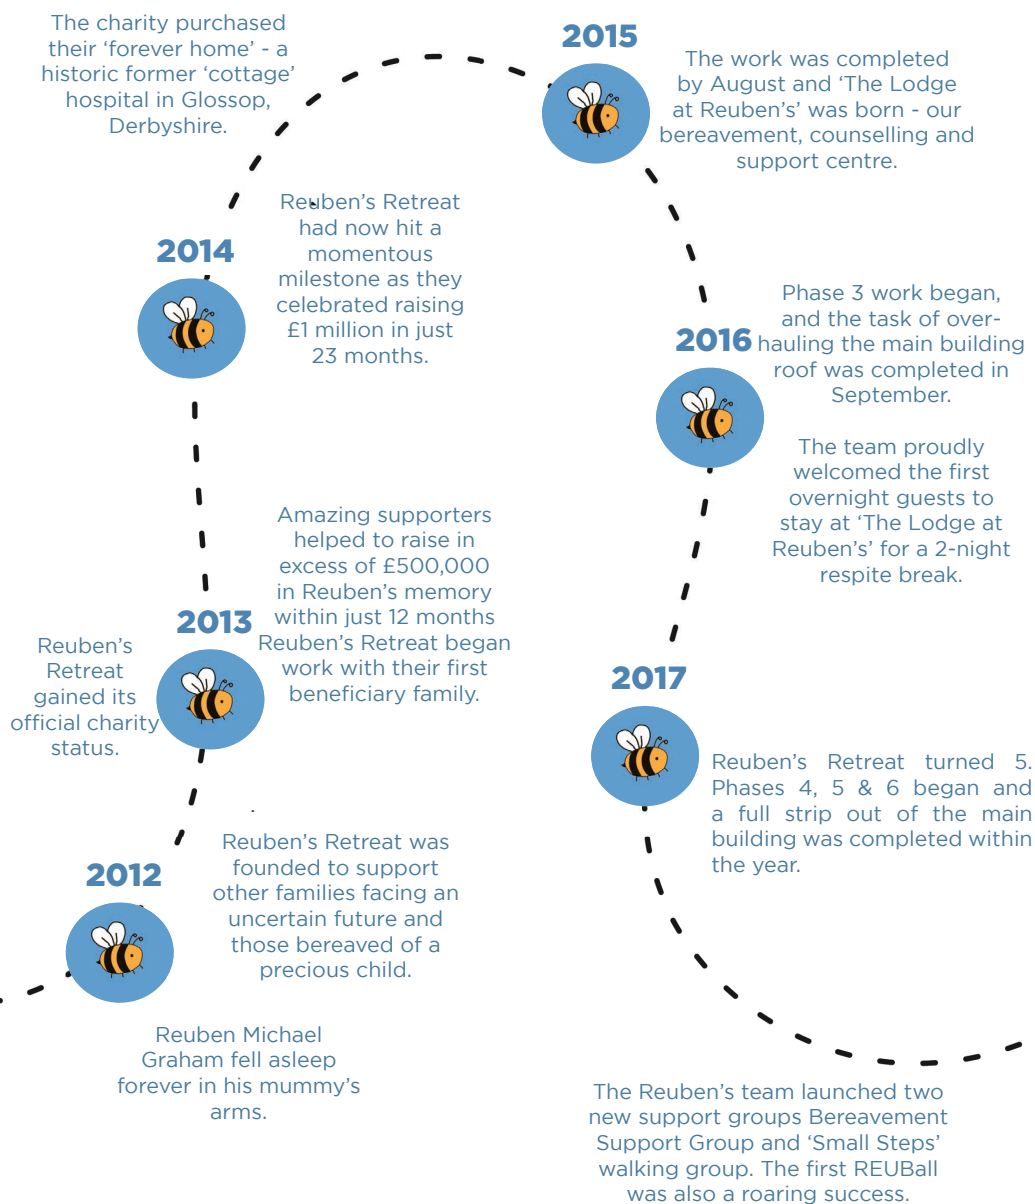 The charity purchased
their ‘forever home’ - a
historic former ‘cottage’
hospital in Glossop,
Derbyshire.
2014
Reuben’s Retreat
had now hit a
momentous
milestone as they
celebrated raising
£1 million in just
23 months.
2013
Amazing supporters
helped to raise in
excess of £500,000
in Reuben’s memory
within just 12 months
Reuben’s Retreat began
work with their first
beneficiary family.
Reuben’s
Retreat
gained its
official charity
status.
2012
Reuben’s Retreat was
founded to support
other families facing an
uncertain future and
those bereaved of a
precious child.
Reuben Michael
Graham fell asleep
forever in his mummy’s
arms.
2015
The work was completed
by August and ‘The Lodge
at Reuben’s’ was born - our
bereavement, counselling and
support centre.
2016
Phase 3 work began,
and the task of over-
hauling the main building
roof was completed in
September.
The team proudly
welcomed the first
overnight guests to
stay at ‘The Lodge at
Reuben’s’ for a 2-night
respite break.
2017
Reuben’s Retreat turned 5.
Phases 4, 5 & 6 began and
a full strip out of the main
building was completed within
the year.
The Reuben’s team launched two
new support groups Bereavement
Support Group and ‘Small Steps’
walking group. The first REUBall
was also a roaring success.